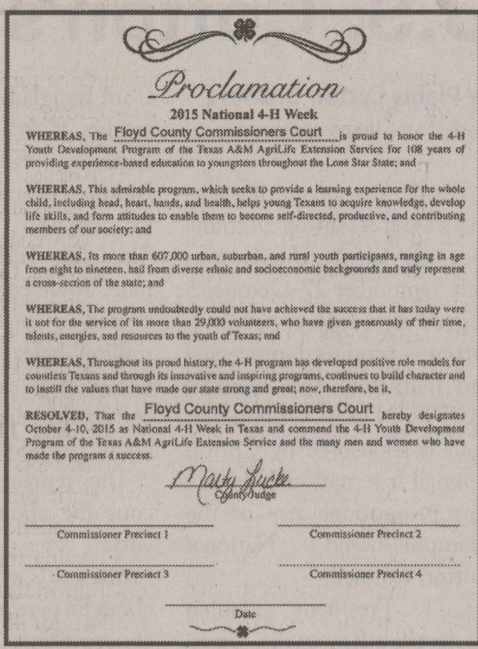 Proclamation
2015 National 4-H Week
WHEREAS, The Floyd County Commissioners Court is proud to honor the 4-H
Youth Development Program of the Texas A&M AgriLife Extension Service for 108 years of
providing experience-based education to youngsters throughout the Lone Star State; and
WHEREAS, This admirable program, which seeks to provide a learning experience for the whole
child, including head, heart, hands, and health, helps young Texans to acquire knowledge, develop
life skills, and form attitudes to enable them to become self-directed, productive, and contributing
members of our society; and
WHEREAS, Its more than 607,000 urban, suburban, and rural youth participants, ranging in age
from eight to nineteen, hail from diverse ethnic and socioeconomic backgrounds and truly represent
a cross-section of the state; and
WHEREAS, The program undoubtedly could not have achieved the success that it has today were
it not for the service of its more than 29,000 volunteers, who have given generously of their time,
talents, energies, and resources to the youth of Texas; and
WHEREAS, Throughout its proud history, the 4-H program has developed positive role models for
countless Texans and through its innovative and inspiring programs, continues to build character and
to instill the values that have made our state strong and great; now, therefore, be it,
RESOLVED, That the Floyd County Commissioners Court hereby designates
October 4-10, 2015 as National 4-H Week in Texas and commend the 4-H Youth Development
Program of the Texas A&M AgriLife Extension Service and the many men and women who have
made the program a success.
Marty Lucke
County Judge
Commissioner Precinct 1 Commissioner Precinct 2
Commissioner Precinct 3 Commissioner Precinct 4
Date